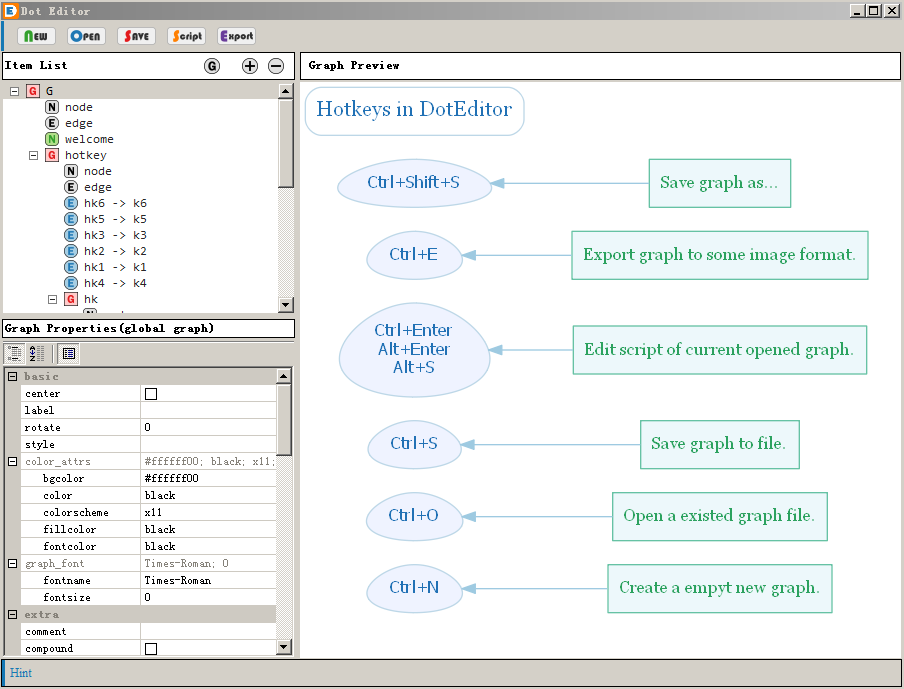 Dot Editor
New Open Save Script Export
Item List
G
Graph Preview
G G
N node
E edge
N welcome
G hotkey
N node
E edge
E hk6 -> k6
E hk5 -> k5
E hk3 -> k3
E hk2 -> k2
E hk1 -> k1
E hk4 -> k4
G hk
Graph Properties(global graph)
basic
center
label
rotate 0
style
color_attrs #ffffff00; black; x11;
bgcolor #ffffff00
color black
colorscheme x11
fillcolor black
fontcolor black
graph_font Times-Roman; 0
fontname Times-Roman
fontsize 0
extra
comment
compound
Hotkeys in DotEditor
Ctrl+Shift+S
Save graph as...
Ctrl+E
Export graph to some image format.
Ctrl+Enter
Alt+Enter
Alt+S
Edit script of current opened graph.
Ctrl+S
Save graph to file.
Ctrl+O
Open a existed graph file.
Ctrl+N
Create a empyt new graph.
Hint